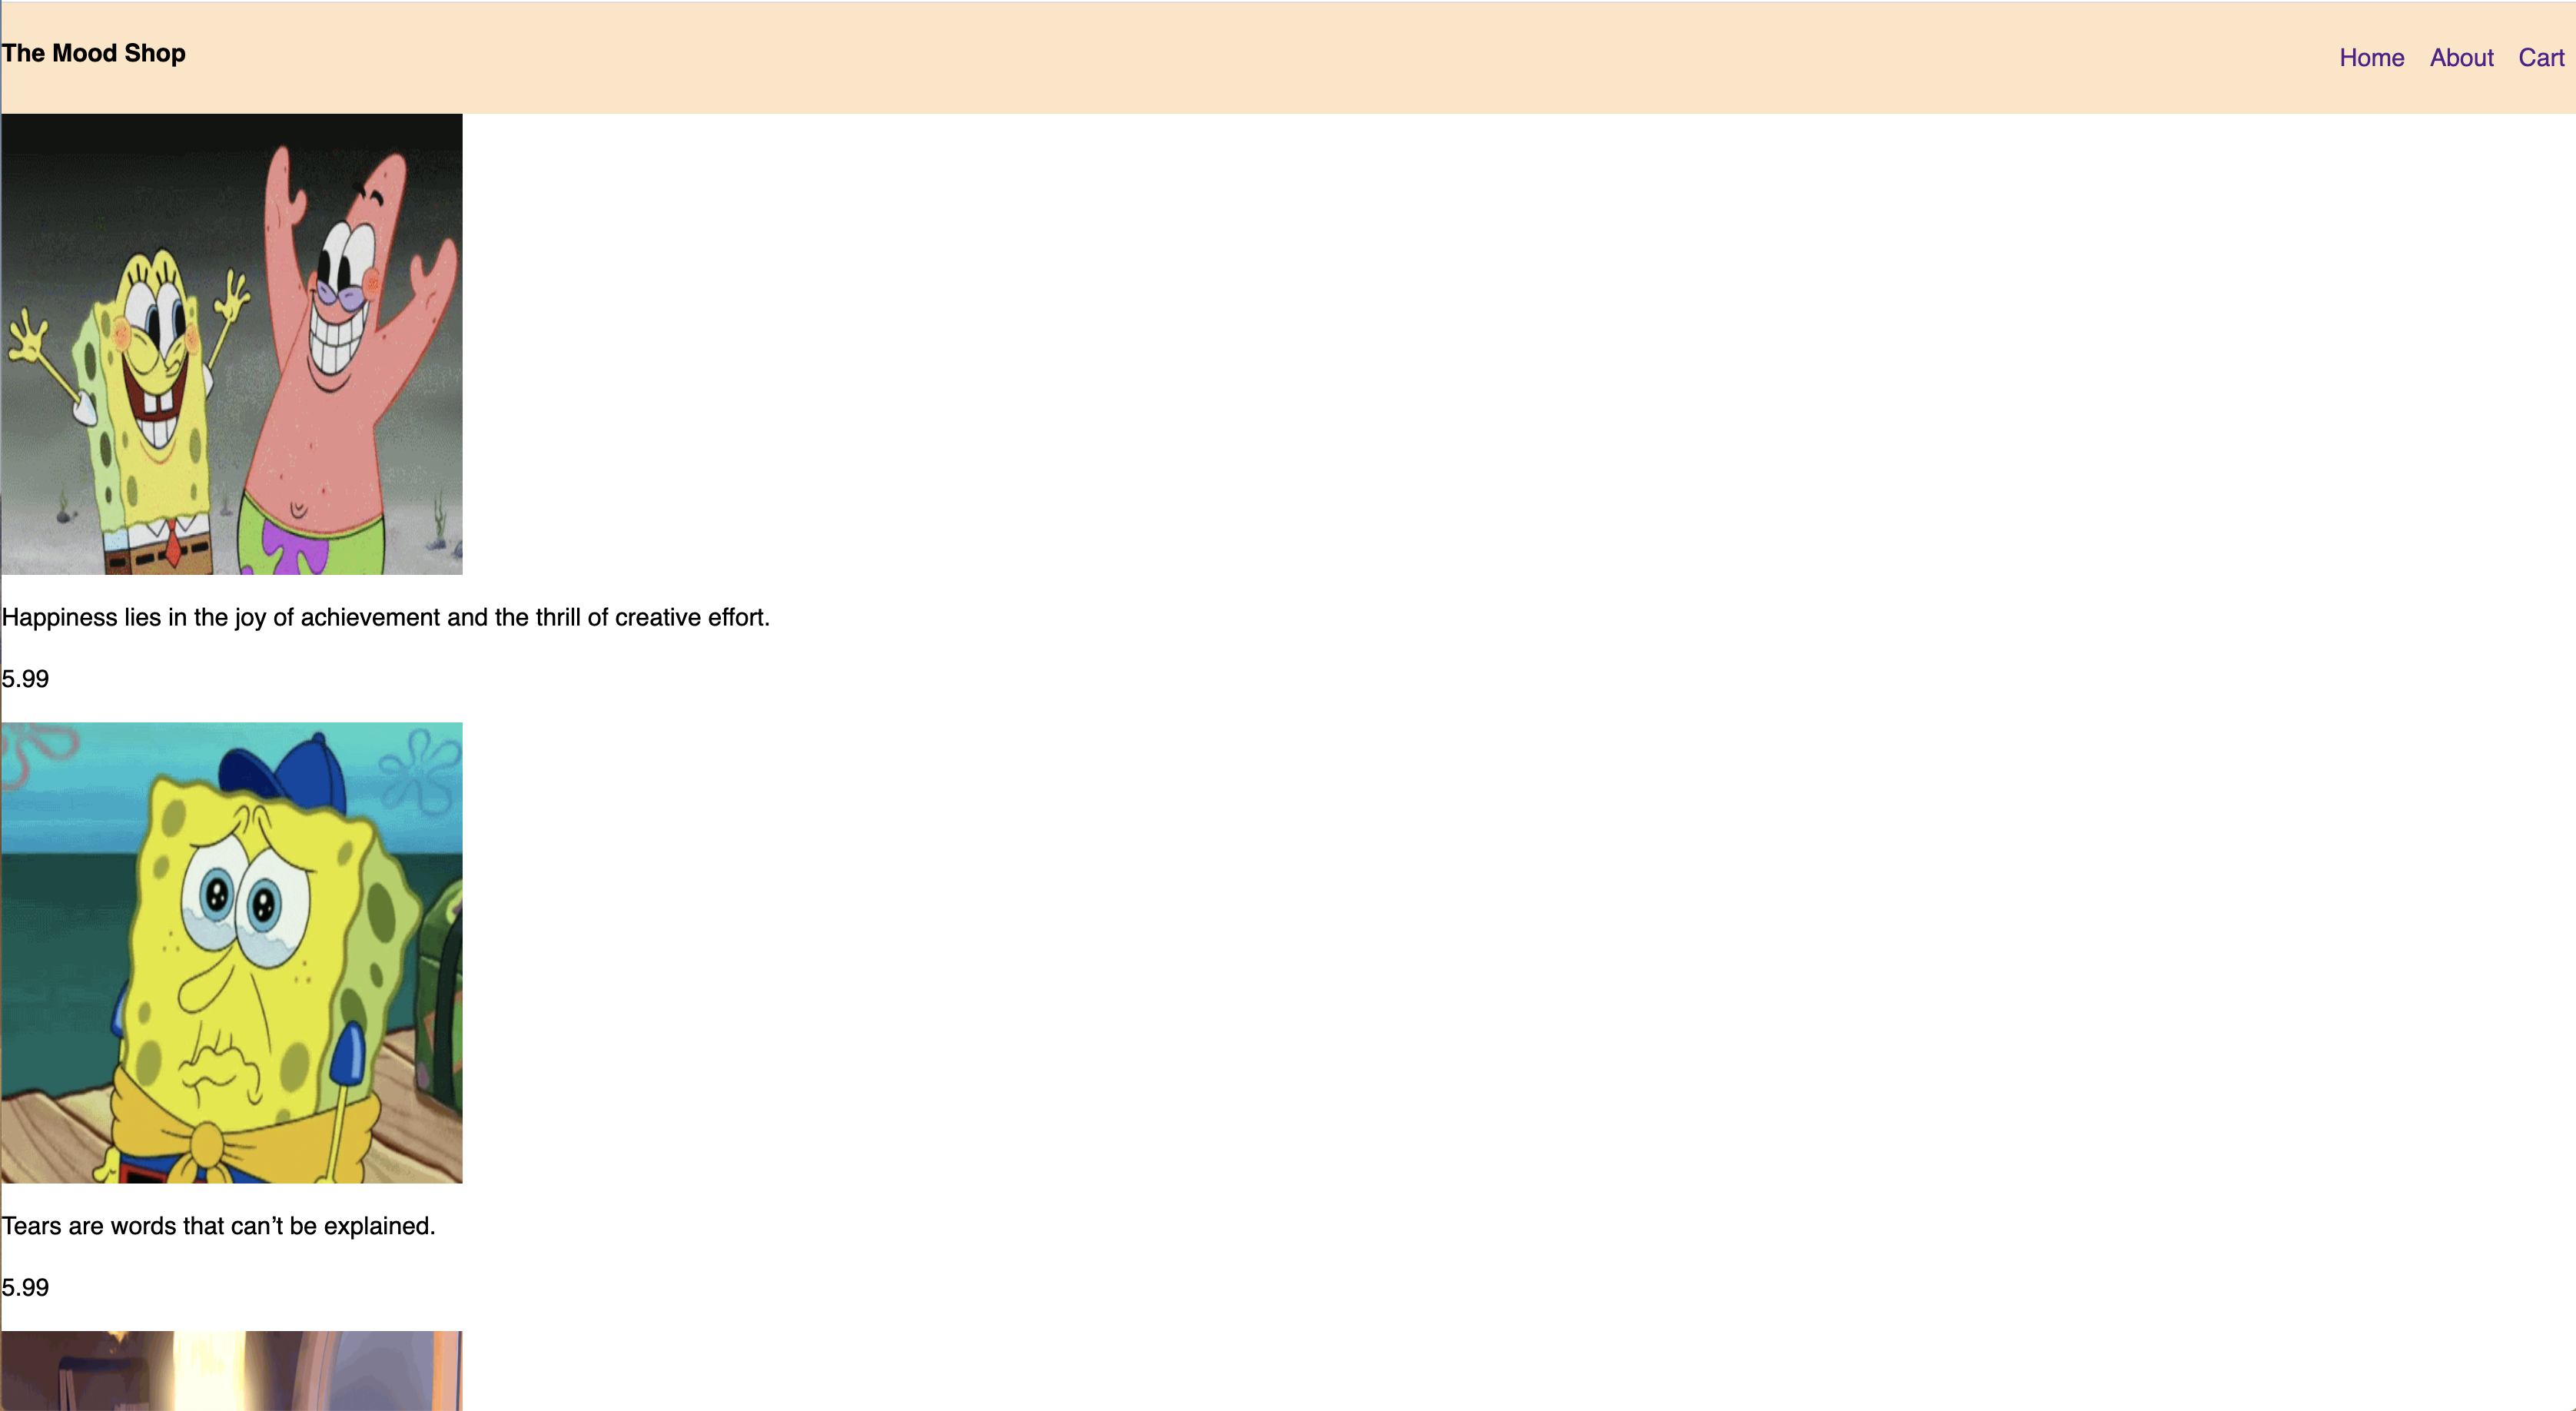 The Mood Shop
Home About Cart
Happiness lies in the joy of achievement and the thrill of creative effort.
5.99
Tears are words that can’t be explained.
5.99